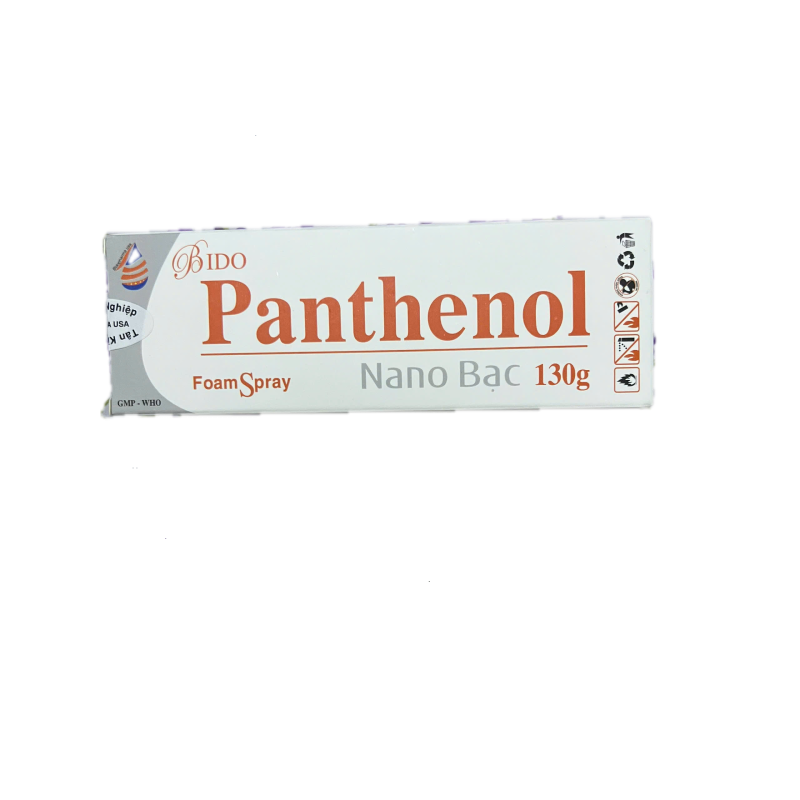 BIDO
Panthenol
FoamSpray
Nano Bạc 130g
GMP - WHO
Nghiệp
A USA
Tân